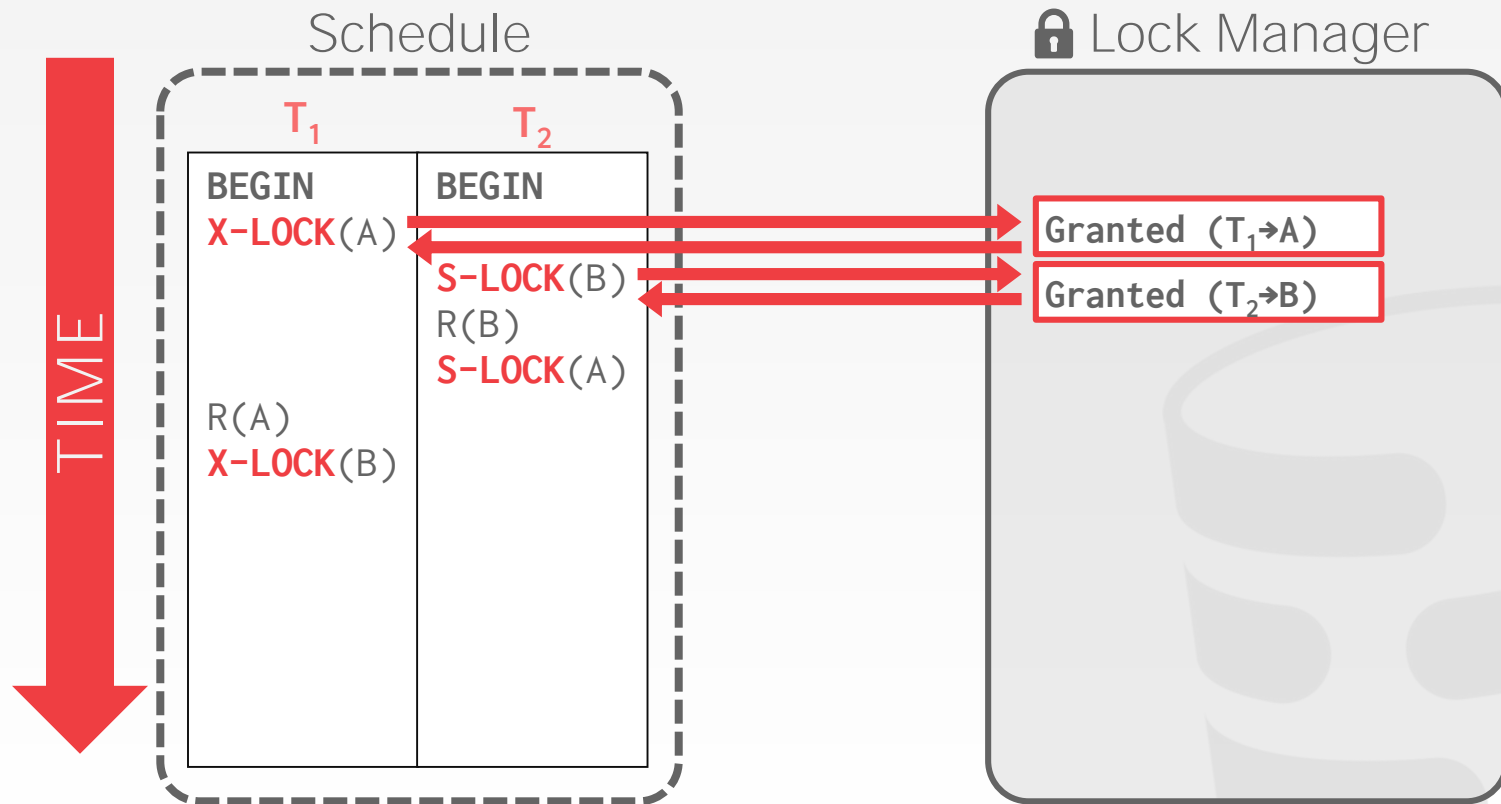 Schedule
Lock Manager
TIME
T₁ T₂
BEGIN BEGIN
X-LOCK(A)
Granted (T₁→A)
S-LOCK(B)
Granted (T₂→B)
R(B)
S-LOCK(A)
R(A)
X-LOCK(B)